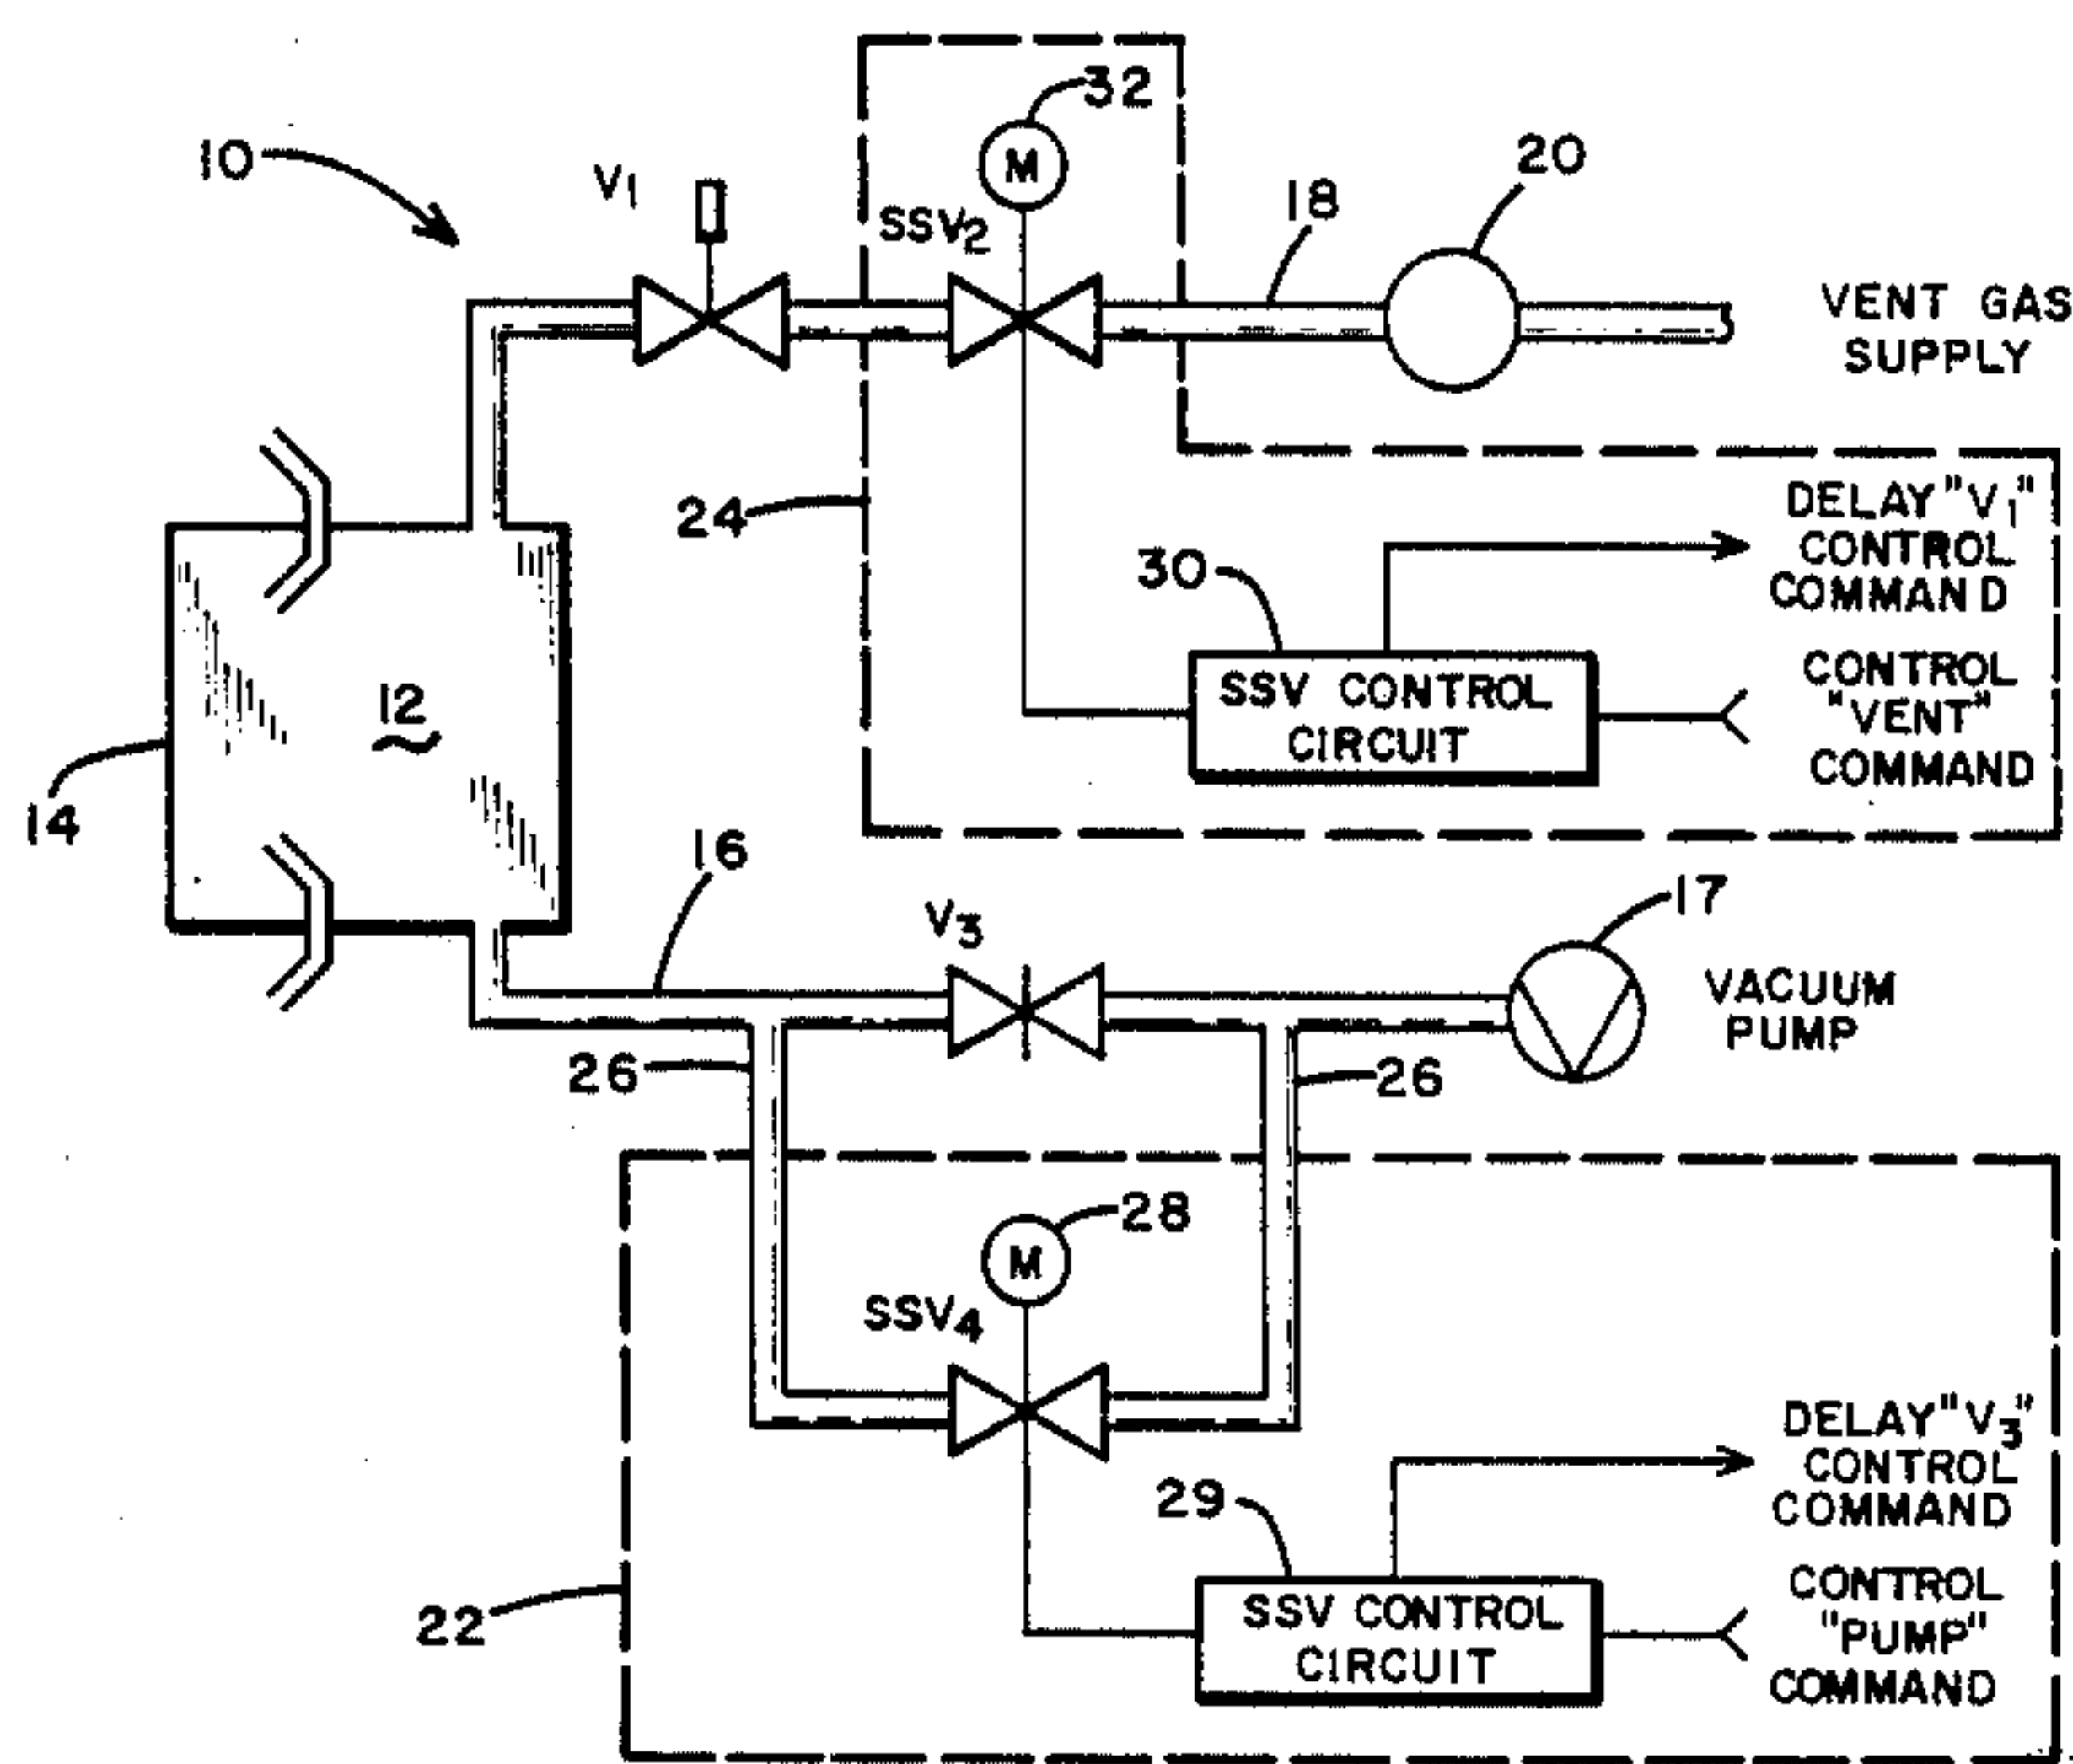 32
10
V1
20
SSV2
M
18
VENT GAS
SUPPLY
24
DELAY "V1"
CONTROL
COMMAND
30
SSV CONTROL
CIRCUIT
CONTROL
"VENT"
COMMAND
12
14
16
V3
17
VACUUM
PUMP
26
26
28
M
SSV4
DELAY "V3"
CONTROL
COMMAND
29
SSV CONTROL
CIRCUIT
CONTROL
"PUMP"
COMMAND
22